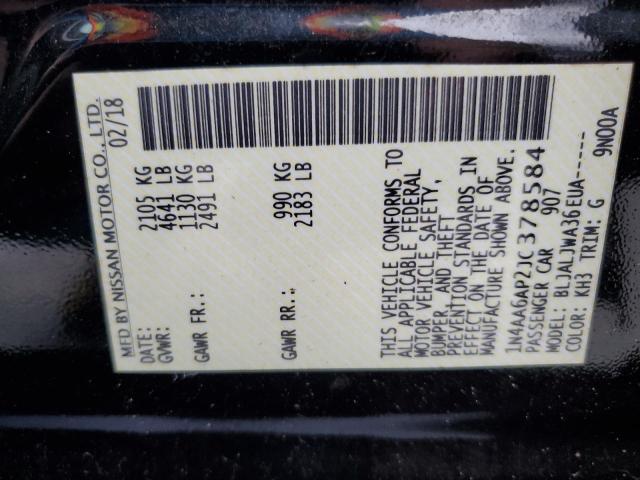 MFD BY NISSAN MOTOR CO., LTD.
DATE: 02/18
GVWR: 2105 KG
4641 LB
GAWR FR.: 1130 KG
2491 LB
GAWR RR.: 990 KG
2183 LB
THIS VEHICLE CONFORMS TO
ALL APPLICABLE FEDERAL
MOTOR VEHICLE SAFETY,
BUMPER, AND THEFT
PREVENTION STANDARDS IN
EFFECT ON THE DATE OF
MANUFACTURE SHOWN ABOVE.
1N4AA6AP2JC378584
PASSENGER CAR 907
MODEL: BLJALJWA36EUA-----
COLOR: KH3 TRIM: G 9N00A